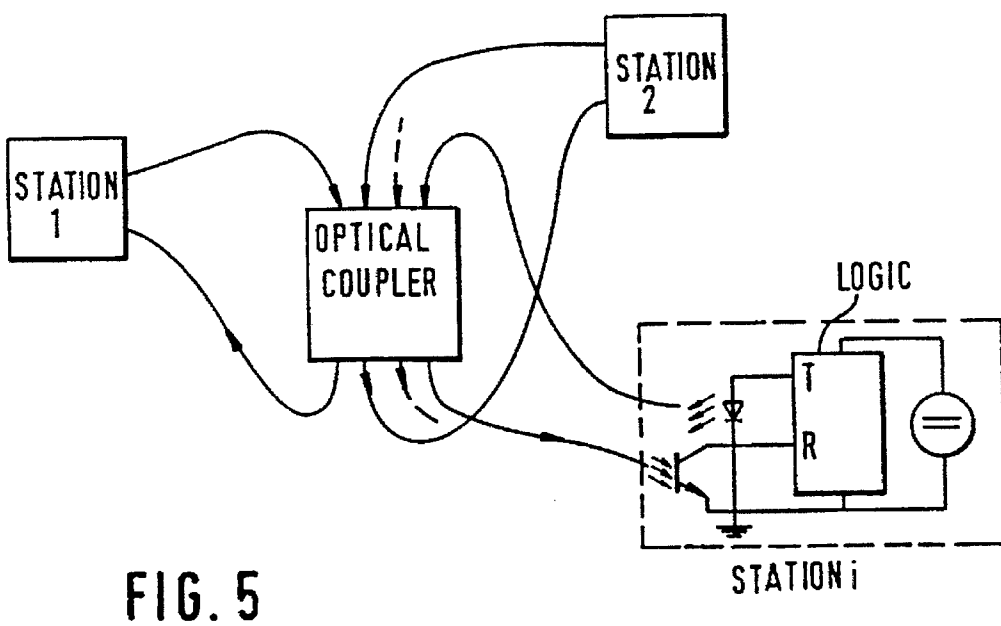 STATION
2
STATION
1
OPTICAL
COUPLER
LOGIC
T
R
STATION i
FIG. 5